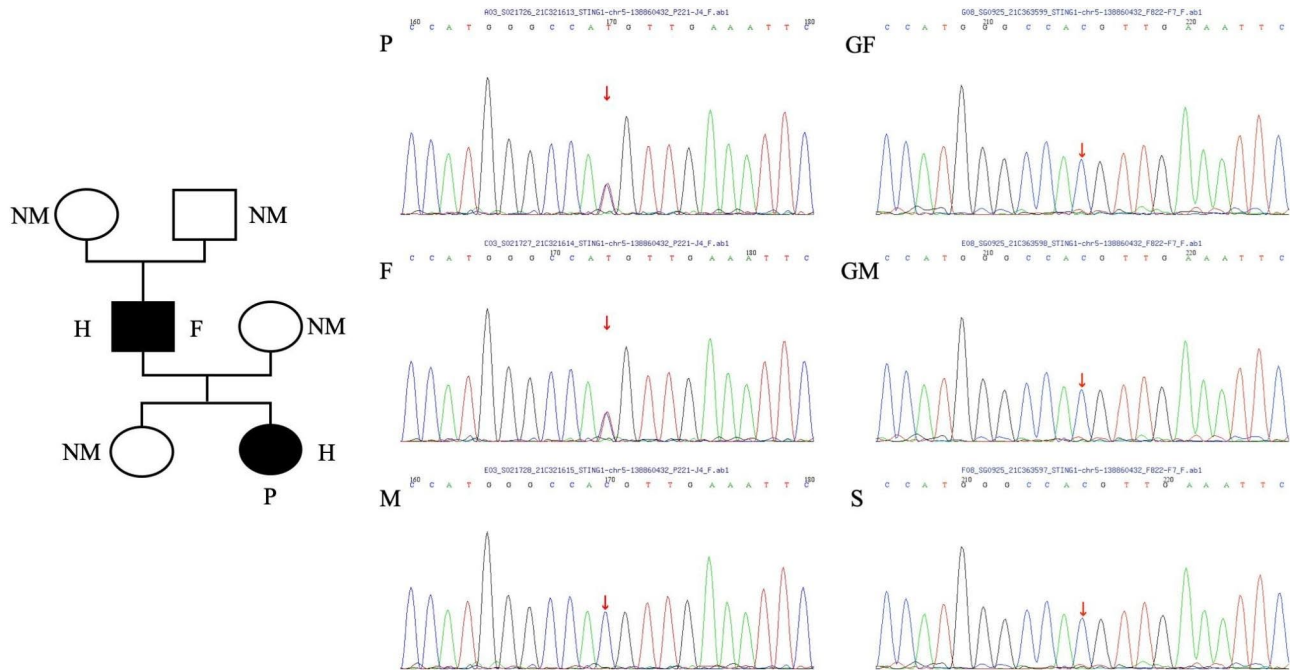 NM
NM
H
F
NM
NM
H
P
A03_S021726_21C321613_STING1-chr5-138860432_P221-J4_F.ab1
160 170 180
C C A T G G G C C A T G T T G A A A T T C
P
C03_S021727_21C321614_STING1-chr5-138860432_P221-J4_F.ab1
170 180
C C A T G G G C C A T G T T G A A A T T C
F
E03_S021728_21C321615_STING1-chr5-138860432_P221-J4_F.ab1
160 170 180
C C A T G G G C C A C G T T G A A A T T C
M
G08_SG0925_21C363599_STING1-chr5-138860432_F822-F7_F.ab1
210 220
C C A T G G G C C A C G T T G A A A T T C
GF
E08_SG0925_21C363598_STING1-chr5-138860432_F822-F7_F.ab1
210 220
C C A T G G G C C A C G T T G A A A T T C
GM
F08_SG0925_21C363597_STING1-chr5-138860432_F822-F7_F.ab1
210 220
C C A T G G G C C A C G T T G A A A T T C
S